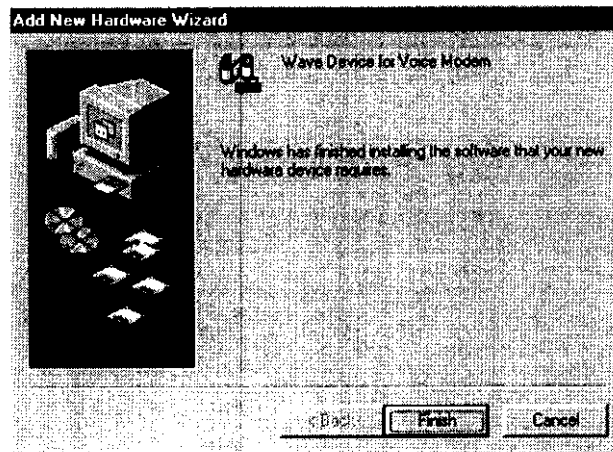 Add New Hardware Wizard
Wave Device for Voice Modem
Windows has finished installing the software that your new
hardware device requires.
< Back
Finish
Cancel